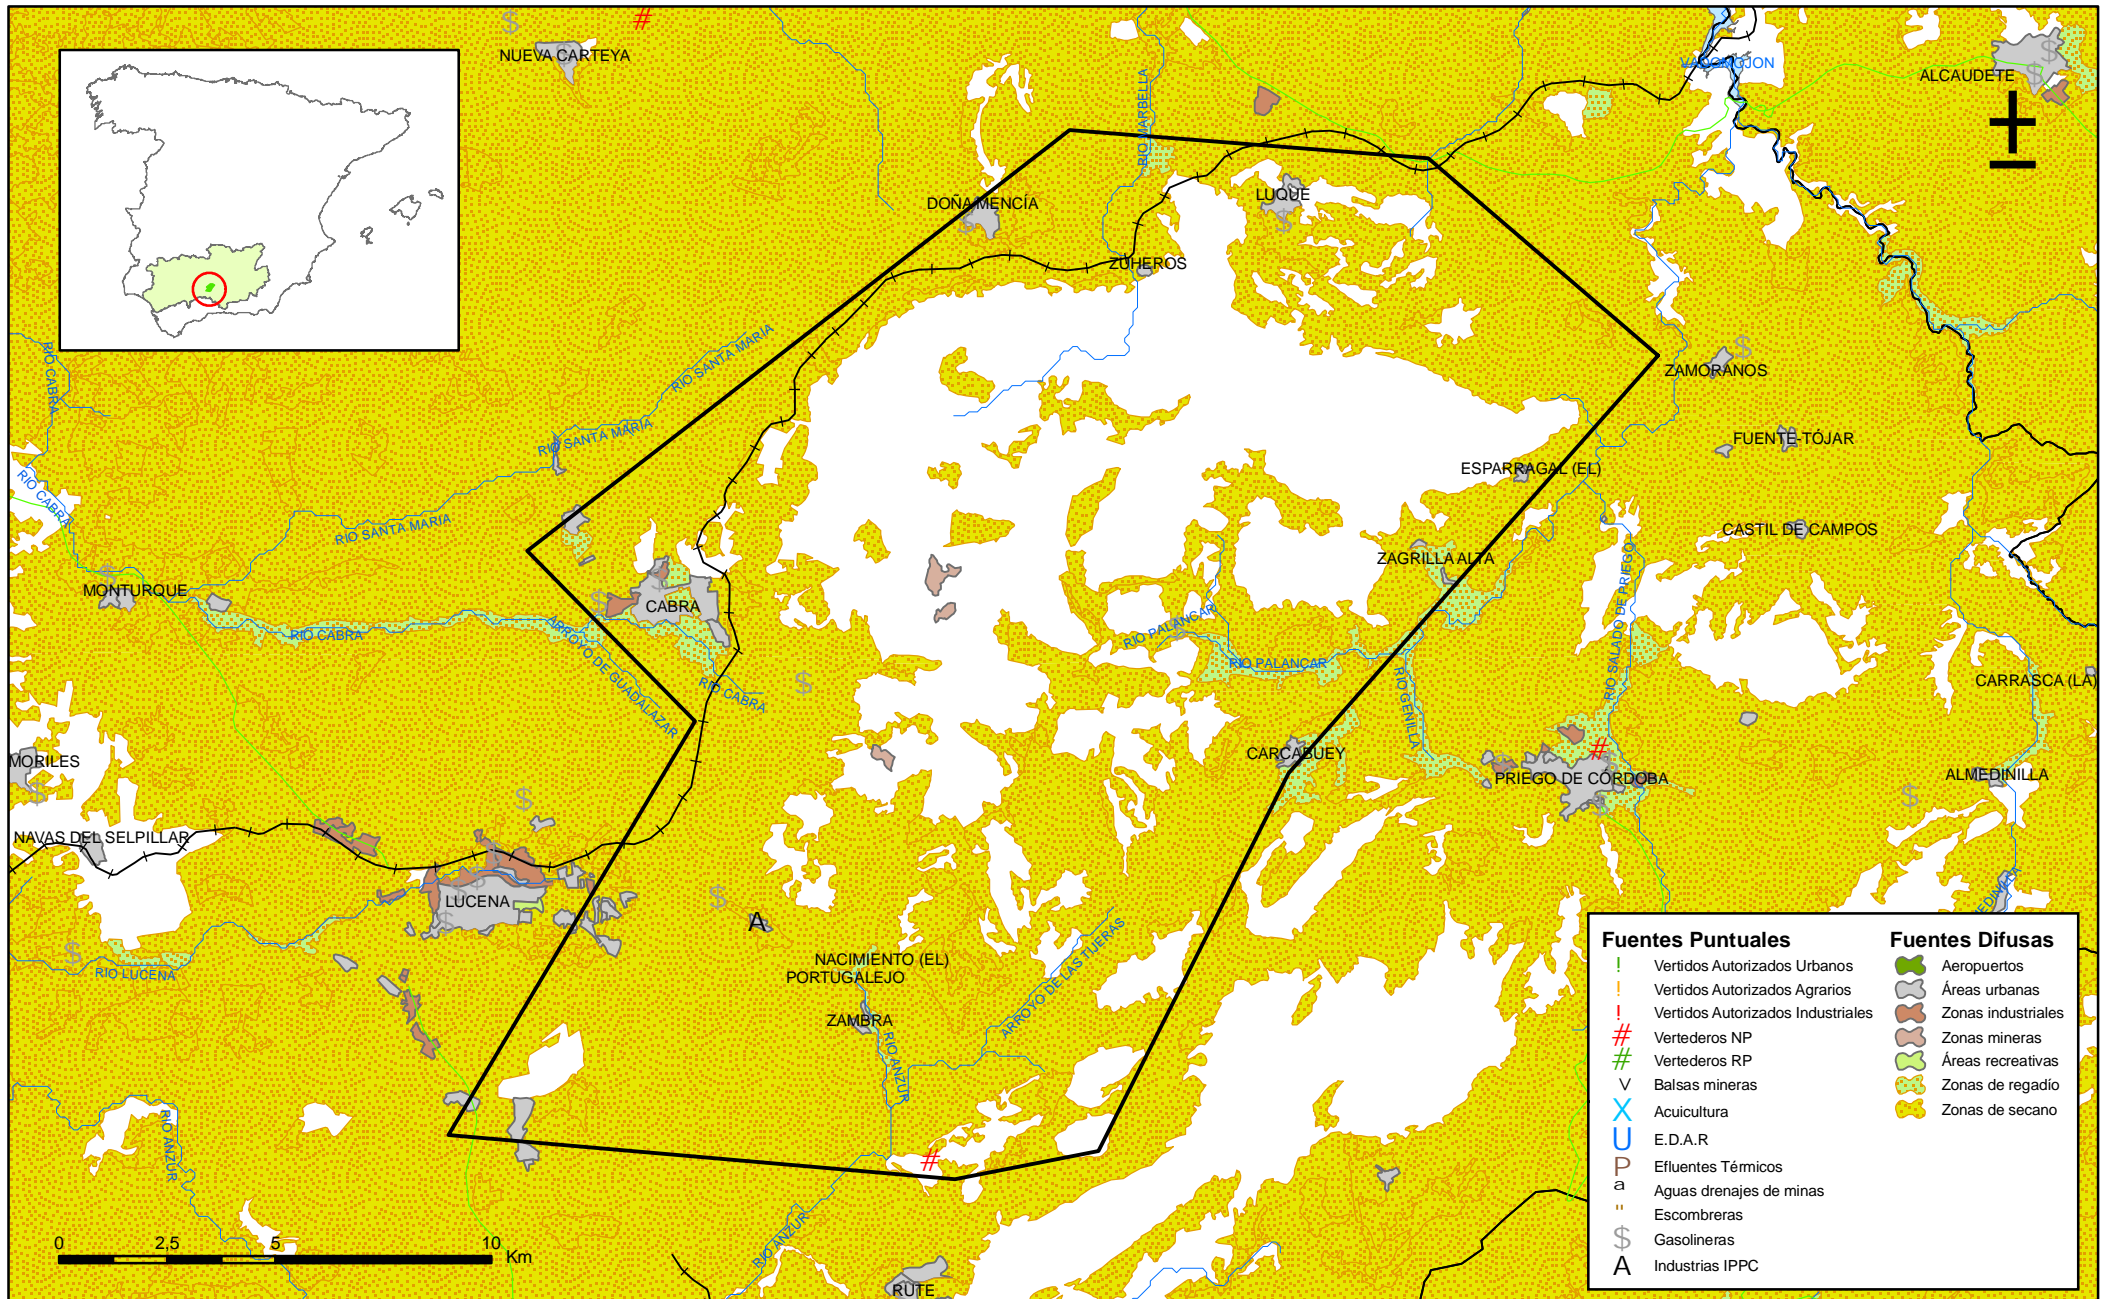 $
#
NUEVA CARTEYA
RIO MARBELLA
VADOMOJON
ALCAUDETE
$
$
±
DOÑA MENCÍA
$
LUQUE
$
ZUHEROS
RIO CABRA
RIO SANTA MARIA
ZAMORANOS
$
RIO SANTA MARIA
FUENTE-TÓJAR
ESPARRAGAL (EL)
RIO CABRA
RIO SANTA MARIA
CASTIL DE CAMPOS
ZAGRILLA ALTA
$
MONTURQUE
$
CABRA
RIO CABRA
ARROYO DE GUADALAZAR
RIO PALANCAR
RIO PALANCAR
RIO SALADO DE PRIEGO
RIO CABRA
$
RIO GENILLA
CARRASCA (LA)
MORILES
$
CARCABUEY
#
PRIEGO DE CÓRDOBA
$
ALMEDINILLA
$
$
NAVAS DEL SELPILLAR
LUCENA
$
$
A
$
RIO LUCENA
NACIMIENTO (EL)
PORTUGALEJO
ARROYO DE LAS TIJERAS
ZAMBRA
RIO ANZUR
RIO ANZUR
#
RIO ANZUR
RUTE
0 2,5 5 10
Km
Fuentes Puntuales
! Vertidos Autorizados Urbanos
! Vertidos Autorizados Agrarios
! Vertidos Autorizados Industriales
# Vertederos NP
# Vertederos RP
V Balsas mineras
X Acuicultura
U E.D.A.R
P Efluentes Térmicos
a Aguas drenajes de minas
" Escombreras
$ Gasolineras
A Industrias IPPC
Fuentes Difusas
Aeropuertos
Áreas urbanas
Zonas industriales
Zonas mineras
Áreas recreativas
Zonas de regadío
Zonas de secano